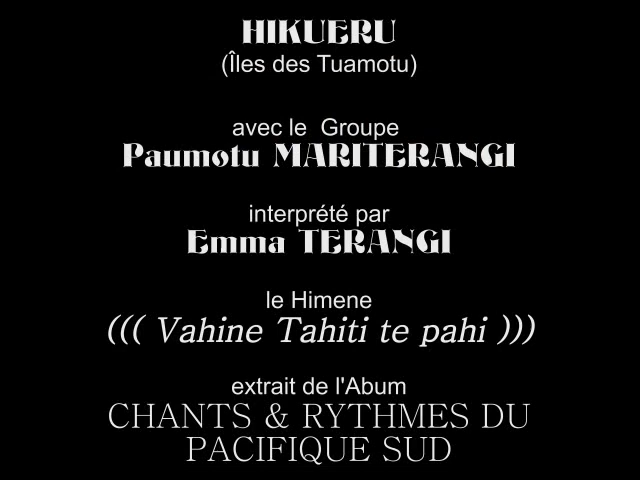 HIKUERU
(Îles des Tuamotu)
avec le Groupe
Paumotu MARITERANGI
interprété par
Emma TERANGI
le Himene
((( Vahine Tahiti te pahi )))
extrait de l'Abum
CHANTS & RYTHMES DU
PACIFIQUE SUD